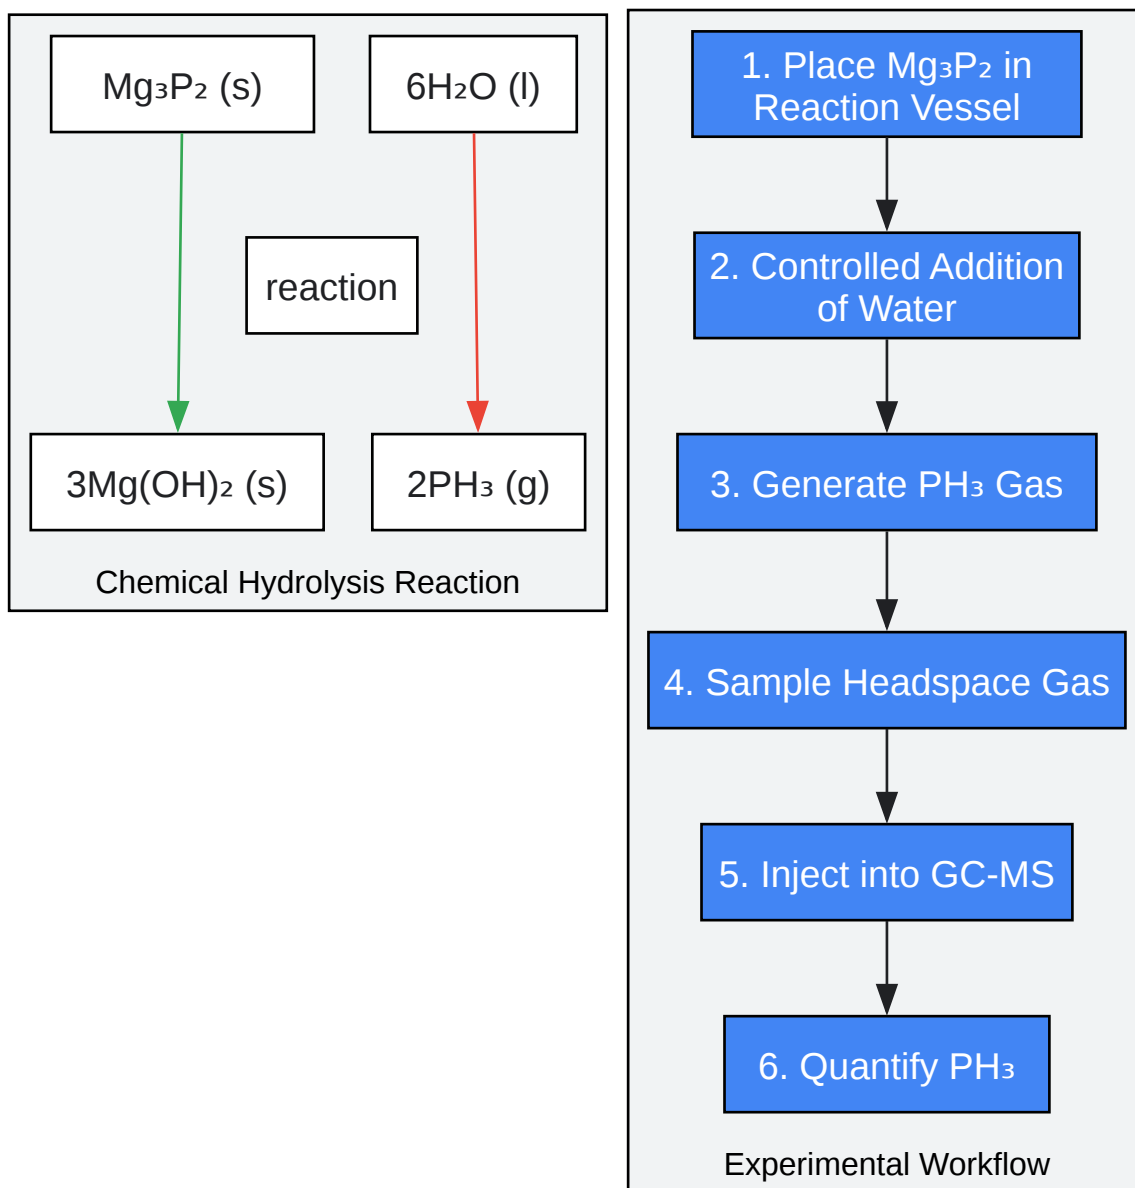 Mg₃P₂ (s)
6H₂O (l)
reaction
3Mg(OH)₂ (s)
2PH₃ (g)
Chemical Hydrolysis Reaction
1. Place Mg₃P₂ in
Reaction Vessel
2. Controlled Addition
of Water
3. Generate PH₃ Gas
4. Sample Headspace Gas
5. Inject into GC-MS
6. Quantify PH₃
Experimental Workflow